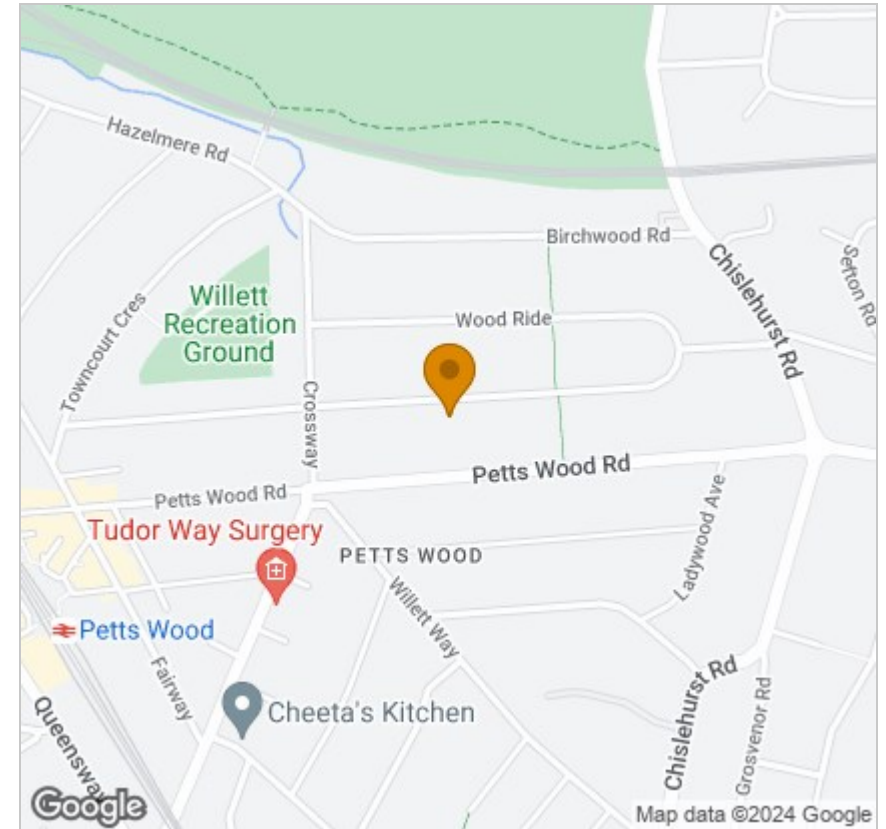 Hazelmere Rd
Birchwood Rd
Chislehurst Rd
Sefton Rd
Willett
Recreation
Ground
Towncourt Cres
Wood Ride
Crossway
Petts Wood Rd
Petts Wood Rd
Tudor Way Surgery
PETTS WOOD
Ladywood Ave
Willett Way
Petts Wood
Fairway
Chislehurst Rd
Grosvenor Rd
Cheeta's Kitchen
Queensway
Google
Map data ©2024 Google